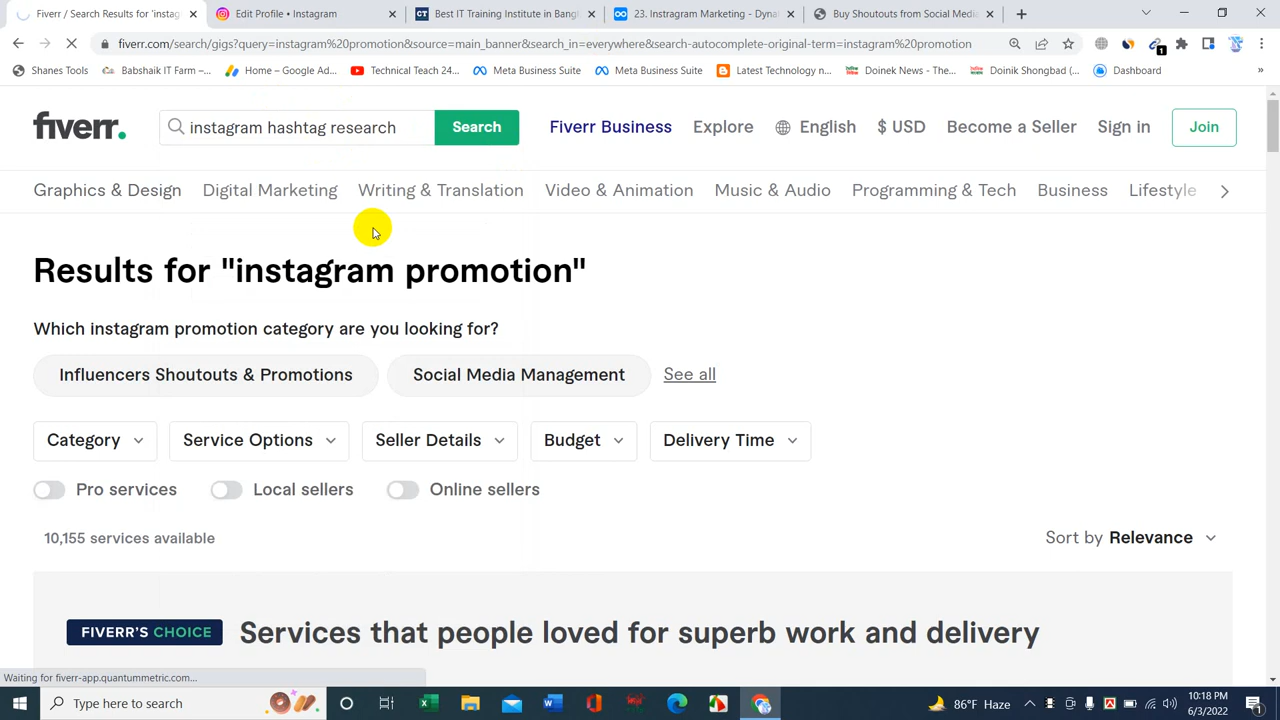 Fiverr / Search Results for 'instag
Edit Profile • Instagram
Best IT Training Institute in Bang
23. Instragram Marketing - Dyna
Buy Shoutouts from Social Medi
fiverr.com/search/gigs?query=instagram%20promotion&source=main_banner&search_in=everywhere&search-autocomplete-original-term=instagram%20promotion
1
Shanes Tools
Babshaik IT Farm –...
Home – Google Ad...
Technical Teach 24...
Meta Business Suite
Meta Business Suite
Latest Technology n...
Doinek News - The...
Doinik Shongbad (...
Dashboard
»
fiverr.
instagram hashtag research
Search
Fiverr Business
Explore
English
$ USD
Become a Seller
Sign in
Join
Graphics & Design
Digital Marketing
Writing & Translation
Video & Animation
Music & Audio
Programming & Tech
Business
Lifestyle
Results for "instagram promotion"
Which instagram promotion category are you looking for?
Influencers Shoutouts & Promotions
Social Media Management
See all
Category
Service Options
Seller Details
Budget
Delivery Time
Pro services
Local sellers
Online sellers
10,155 services available
Sort by Relevance
FIVERR'S CHOICE
Services that people loved for superb work and delivery
Waiting for fiverr-app.quantummetric.com...
Type here to search
86°F Haze
10:18 PM
6/3/2022
1